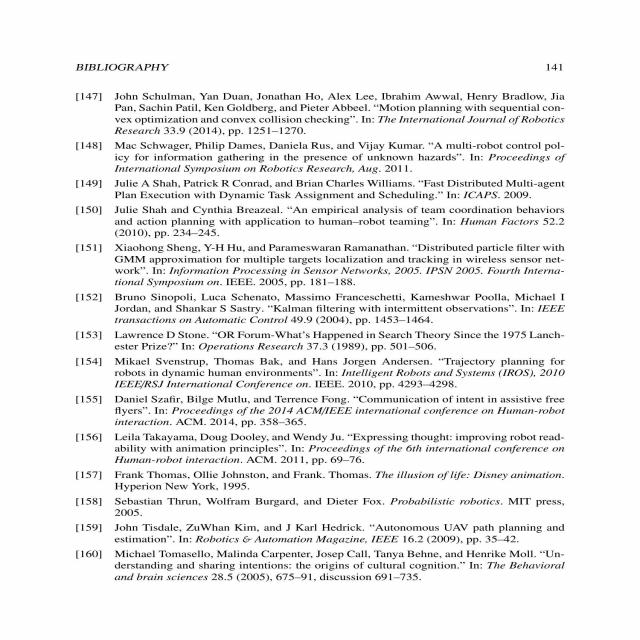 BIBLIOGRAPHY 141
[147] John Schulman, Yan Duan, Jonathan Ho, Alex Lee, Ibrahim Awwal, Henry Bradlow, Jia
Pan, Sachin Patil, Ken Goldberg, and Pieter Abbeel. “Motion planning with sequential con-
vex optimization and convex collision checking”. In: The International Journal of Robotics
Research 33.9 (2014), pp. 1251–1270.
[148] Mac Schwager, Philip Dames, Daniela Rus, and Vijay Kumar. “A multi-robot control pol-
icy for information gathering in the presence of unknown hazards”. In: Proceedings of
International Symposium on Robotics Research, Aug. 2011.
[149] Julie A Shah, Patrick R Conrad, and Brian Charles Williams. “Fast Distributed Multi-agent
Plan Execution with Dynamic Task Assignment and Scheduling.” In: ICAPS. 2009.
[150] Julie Shah and Cynthia Breazeal. “An empirical analysis of team coordination behaviors
and action planning with application to human–robot teaming”. In: Human Factors 52.2
(2010), pp. 234–245.
[151] Xiaohong Sheng, Y-H Hu, and Parameswaran Ramanathan. “Distributed particle filter with
GMM approximation for multiple targets localization and tracking in wireless sensor net-
work”. In: Information Processing in Sensor Networks, 2005. IPSN 2005. Fourth Interna-
tional Symposium on. IEEE. 2005, pp. 181–188.
[152] Bruno Sinopoli, Luca Schenato, Massimo Franceschetti, Kameshwar Poolla, Michael I
Jordan, and Shankar S Sastry. “Kalman filtering with intermittent observations”. In: IEEE
transactions on Automatic Control 49.9 (2004), pp. 1453–1464.
[153] Lawrence D Stone. “OR Forum-What’s Happened in Search Theory Since the 1975 Lanch-
ester Prize?” In: Operations Research 37.3 (1989), pp. 501–506.
[154] Mikael Svenstrup, Thomas Bak, and Hans Jorgen Andersen. “Trajectory planning for
robots in dynamic human environments”. In: Intelligent Robots and Systems (IROS), 2010
IEEE/RSJ International Conference on. IEEE. 2010, pp. 4293–4298.
[155] Daniel Szafir, Bilge Mutlu, and Terrence Fong. “Communication of intent in assistive free
flyers”. In: Proceedings of the 2014 ACM/IEEE international conference on Human-robot
interaction. ACM. 2014, pp. 358–365.
[156] Leila Takayama, Doug Dooley, and Wendy Ju. “Expressing thought: improving robot read-
ability with animation principles”. In: Proceedings of the 6th international conference on
Human-robot interaction. ACM. 2011, pp. 69–76.
[157] Frank Thomas, Ollie Johnston, and Frank. Thomas. The illusion of life: Disney animation.
Hyperion New York, 1995.
[158] Sebastian Thrun, Wolfram Burgard, and Dieter Fox. Probabilistic robotics. MIT press,
2005.
[159] John Tisdale, ZuWhan Kim, and J Karl Hedrick. “Autonomous UAV path planning and
estimation”. In: Robotics & Automation Magazine, IEEE 16.2 (2009), pp. 35–42.
[160] Michael Tomasello, Malinda Carpenter, Josep Call, Tanya Behne, and Henrike Moll. “Un-
derstanding and sharing intentions: the origins of cultural cognition.” In: The Behavioral
and brain sciences 28.5 (2005), 675–91, discussion 691–735.